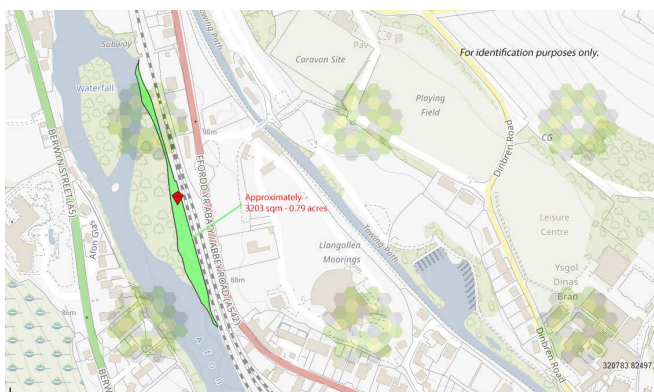 For identification purposes only.
Subway
Pav
Caravan Site
Waterfall
Towing Path
Playing
Field
Dinbren Road
CG
90m
BERWYN STREET (A5)
FFORDD YR ABATY / ABBEY ROAD (A542)
Approximately
3203 sqm - 0.79 acres
Afon Gas
Towing Path
Leisure
Centre
Llangollen
Moorings
Ysgol
Dinas
Bran
88m
86m
Afon
Dinbren Road
BERW
320783.82497